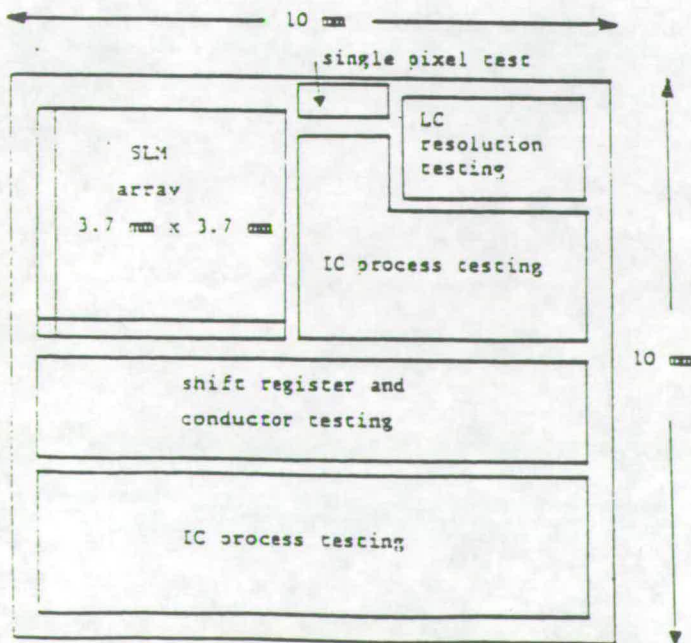 10 mm
single pixel test
SLM
array
3.7 mm x 3.7 mm
LC
resolution
testing
IC process testing
10 mm
shift register and
conductor testing
IC process testing